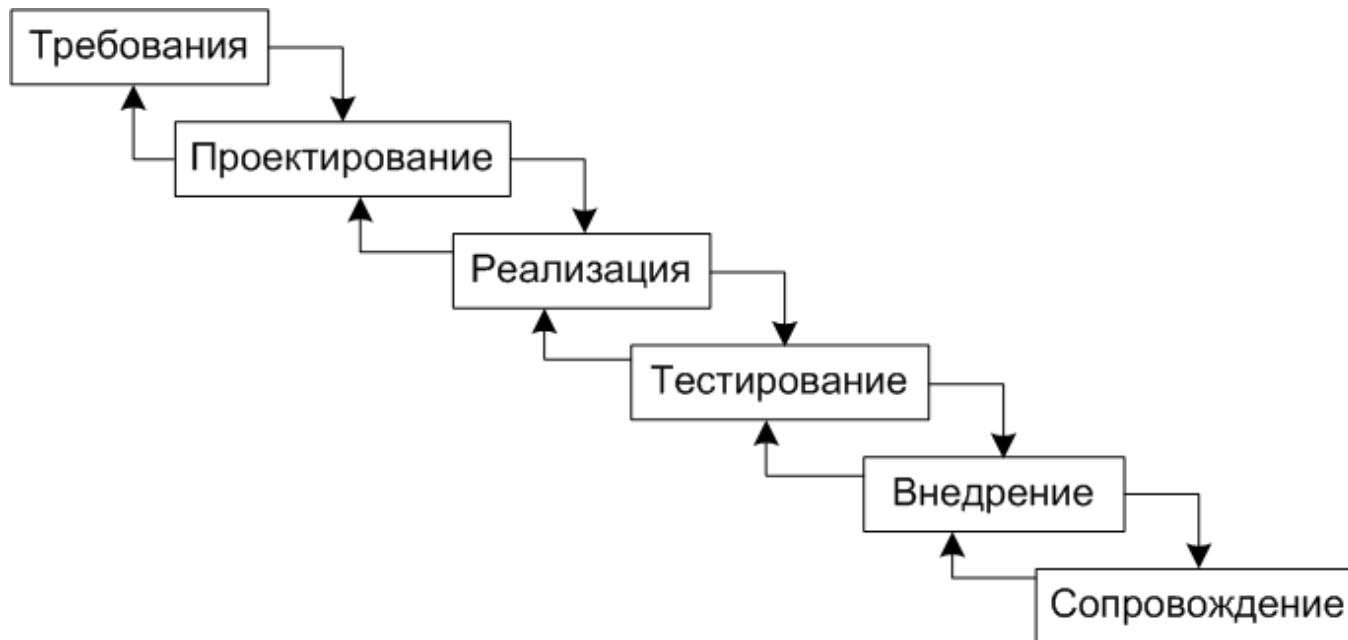 Требования
Проектирование
Реализация
Тестирование
Внедрение
Сопровождение